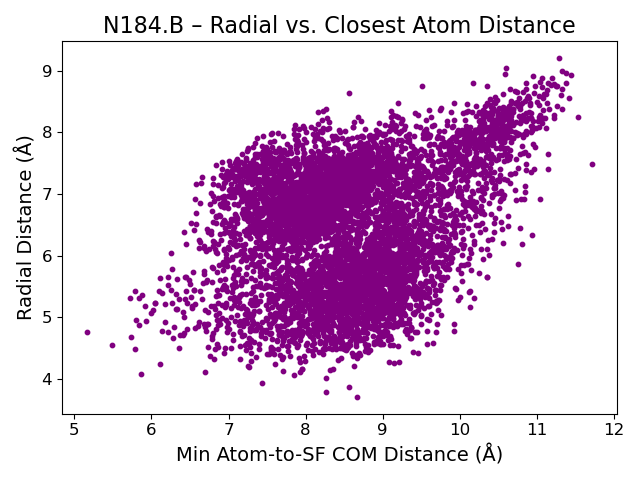 N184.B – Radial vs. Closest Atom Distance
Radial Distance (Å)
9
8
7
6
5
4
5 6 7 8 9 10 11 12
Min Atom-to-SF COM Distance (Å)